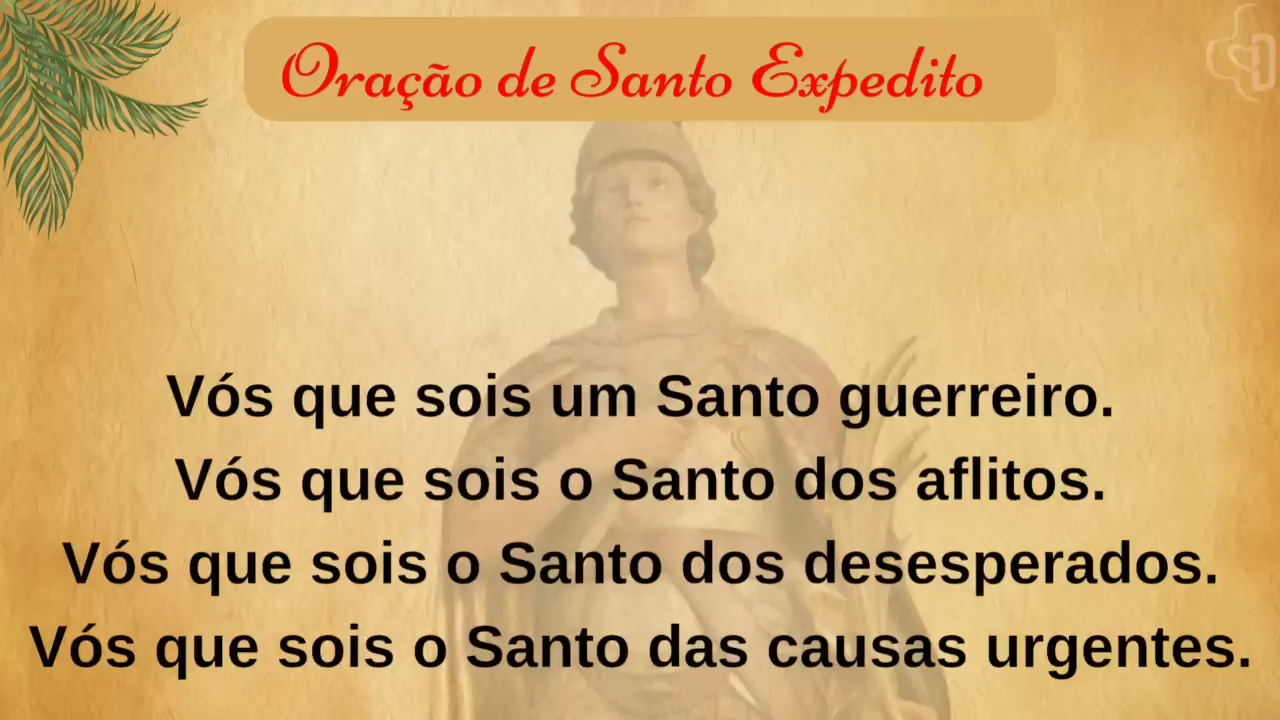 Oração de Santo Expedito
Vós que sois um Santo guerreiro.
Vós que sois o Santo dos aflitos.
Vós que sois o Santo dos desesperados.
Vós que sois o Santo das causas urgentes.